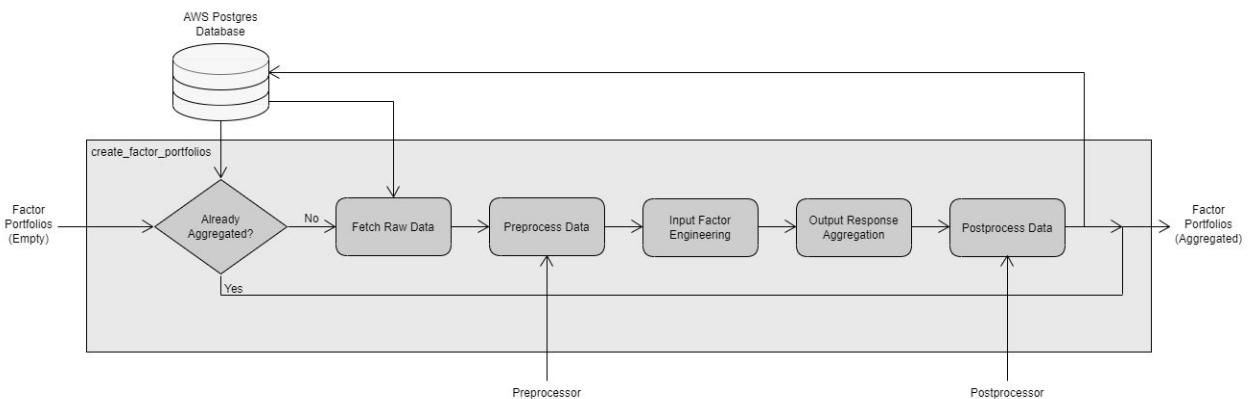 AWS Postgres
Database
create_factor_portfolios
Factor
Portfolios
(Empty)
Already
Aggregated?
No
Yes
Fetch Raw Data
Preprocess Data
Input Factor
Engineering
Output Response
Aggregation
Postprocess Data
Factor
Portfolios
(Aggregated)
Preprocessor
Postprocessor